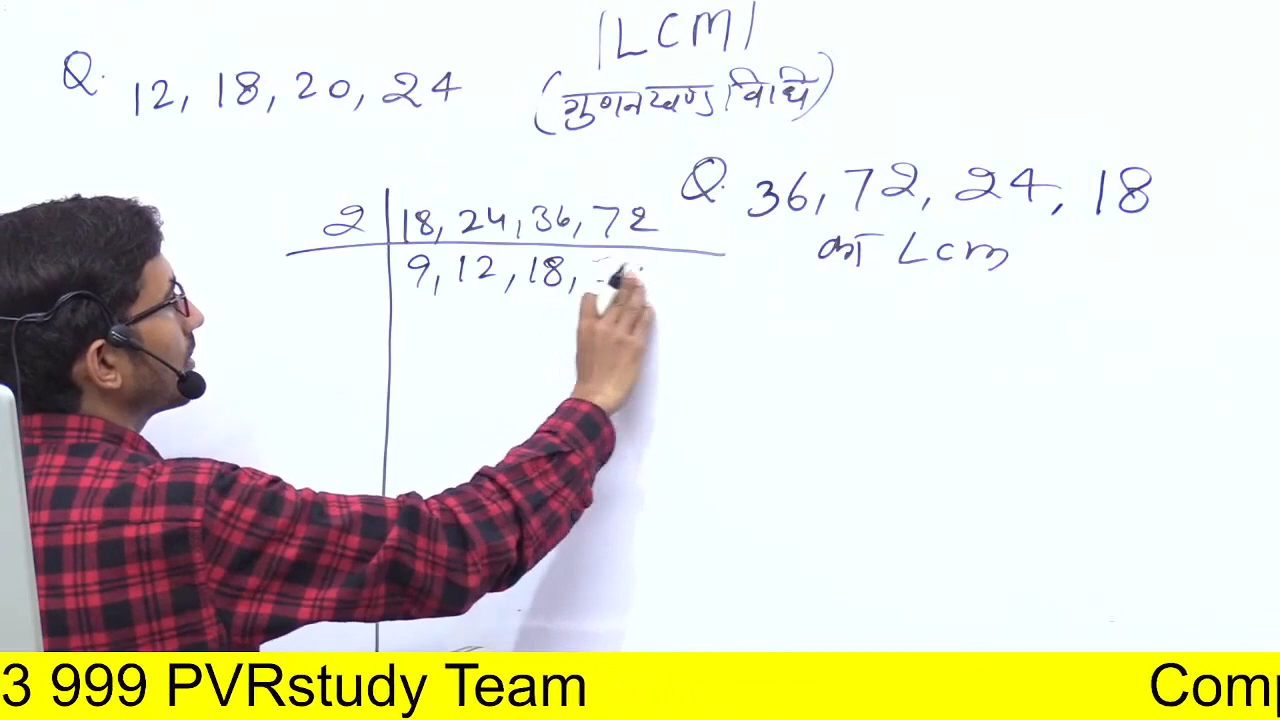 |LCM|
Q. 12, 18, 20, 24
(गुणनखण्ड विधि)
Q. 36, 72, 24, 18
का Lcm
2 | 18, 24, 36, 72
9, 12, 18,
3 999 PVRstudy Team
Comp